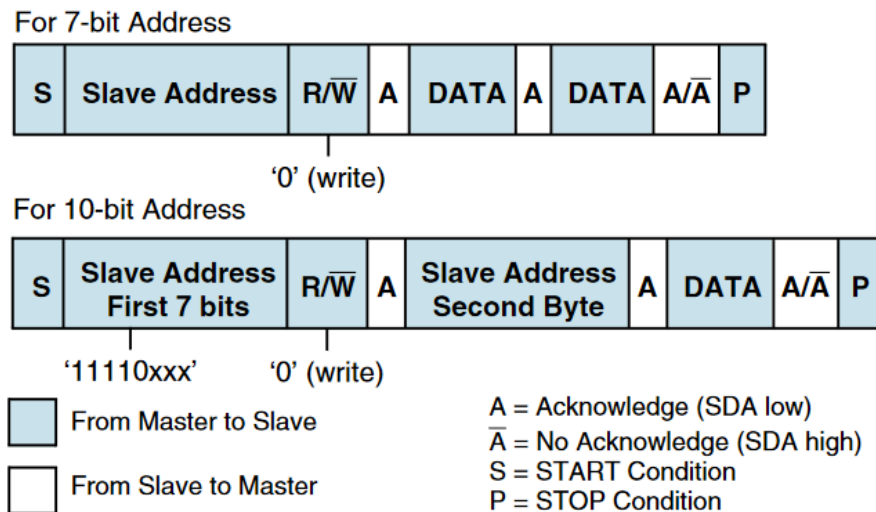 For 7-bit Address
S Slave Address R/W̅ A DATA A DATA A/A̅ P
‘0’ (write)
For 10-bit Address
S Slave Address First 7 bits R/W̅ A Slave Address Second Byte A DATA A/A̅ P
‘11110xxx’ ‘0’ (write)
From Master to Slave
From Slave to Master
A = Acknowledge (SDA low)
A̅ = No Acknowledge (SDA high)
S = START Condition
P = STOP Condition